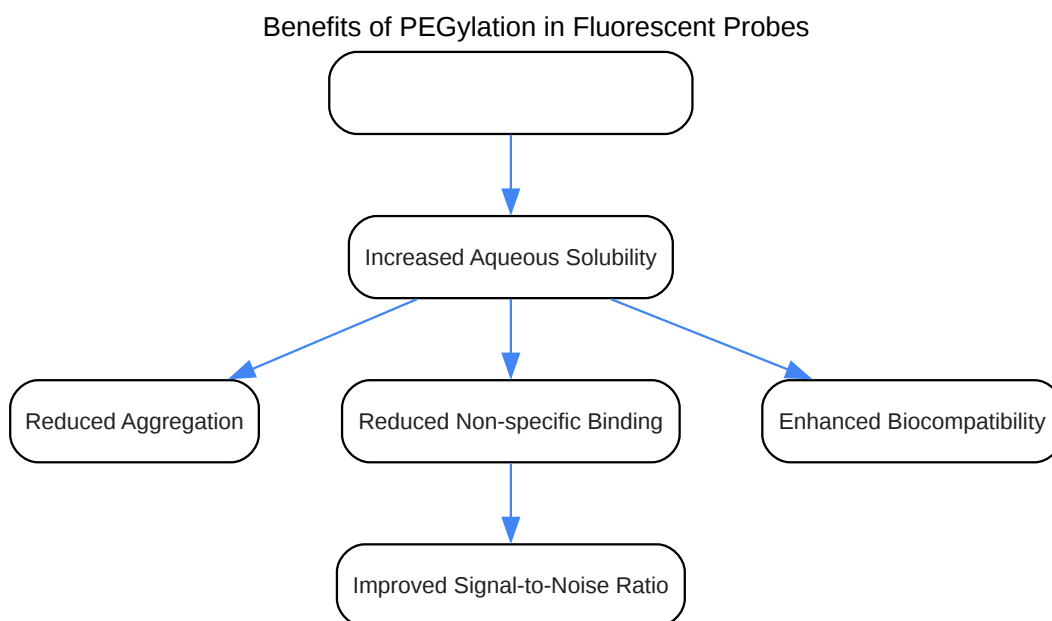 Benefits of PEGylation in Fluorescent Probes
Increased Aqueous Solubility
Reduced Aggregation
Reduced Non-specific Binding
Enhanced Biocompatibility
Improved Signal-to-Noise Ratio